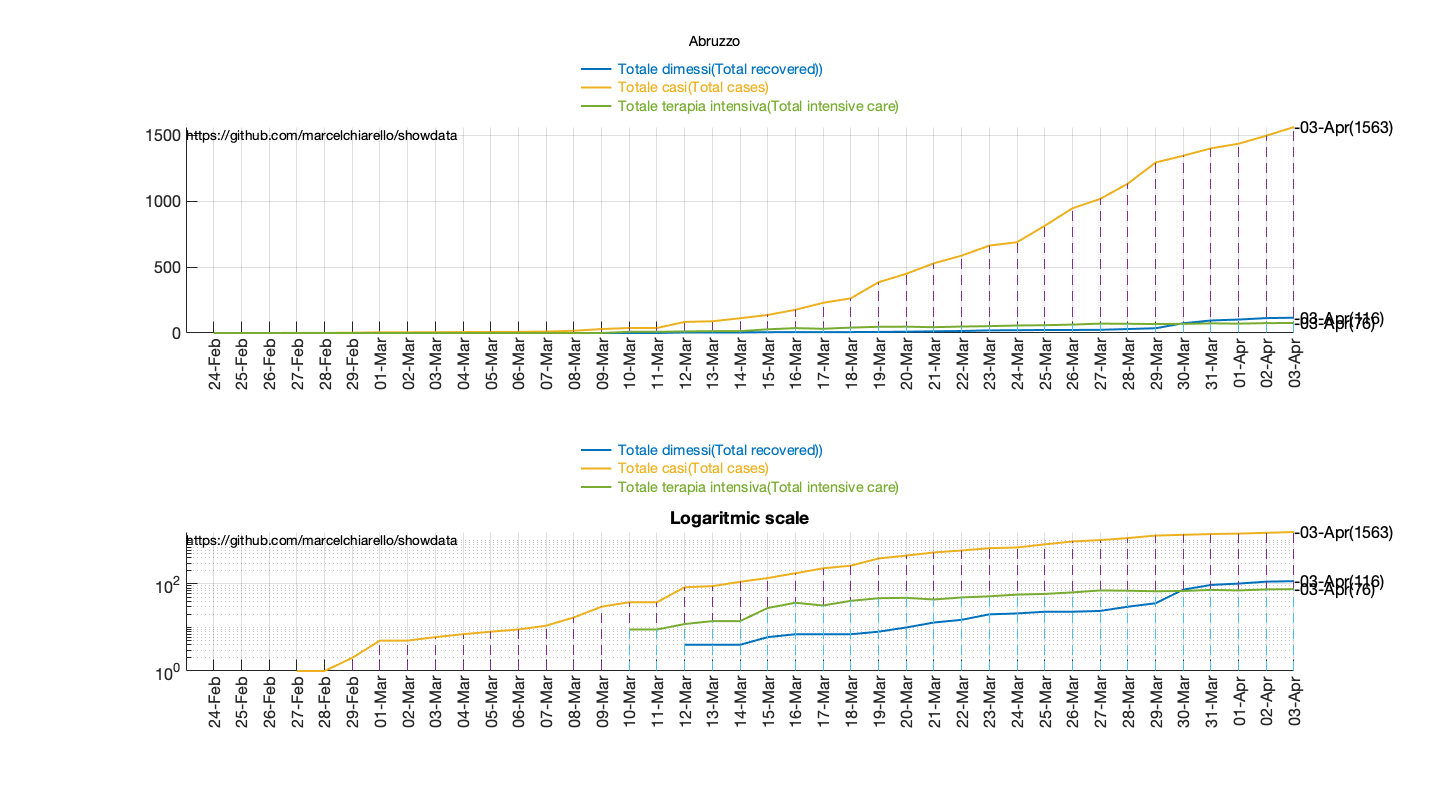 Abruzzo
Totale dimessi(Total recovered))
Totale casi(Total cases)
Totale terapia intensiva(Total intensive care)
https://github.com/marcelchiarello/showdata
1500
1000
500
0
-03-Apr(1563)
-03-Apr(116)
-03-Apr(76)
24-Feb 25-Feb 26-Feb 27-Feb 28-Feb 29-Feb 01-Mar 02-Mar 03-Mar 04-Mar 05-Mar 06-Mar 07-Mar 08-Mar 09-Mar 10-Mar 11-Mar 12-Mar 13-Mar 14-Mar 15-Mar 16-Mar 17-Mar 18-Mar 19-Mar 20-Mar 21-Mar 22-Mar 23-Mar 24-Mar 25-Mar 26-Mar 27-Mar 28-Mar 29-Mar 30-Mar 31-Mar 01-Apr 02-Apr 03-Apr
Totale dimessi(Total recovered))
Totale casi(Total cases)
Totale terapia intensiva(Total intensive care)
Logaritmic scale
https://github.com/marcelchiarello/showdata
10²
10⁰
-03-Apr(1563)
-03-Apr(116)
-03-Apr(76)
24-Feb 25-Feb 26-Feb 27-Feb 28-Feb 29-Feb 01-Mar 02-Mar 03-Mar 04-Mar 05-Mar 06-Mar 07-Mar 08-Mar 09-Mar 10-Mar 11-Mar 12-Mar 13-Mar 14-Mar 15-Mar 16-Mar 17-Mar 18-Mar 19-Mar 20-Mar 21-Mar 22-Mar 23-Mar 24-Mar 25-Mar 26-Mar 27-Mar 28-Mar 29-Mar 30-Mar 31-Mar 01-Apr 02-Apr 03-Apr